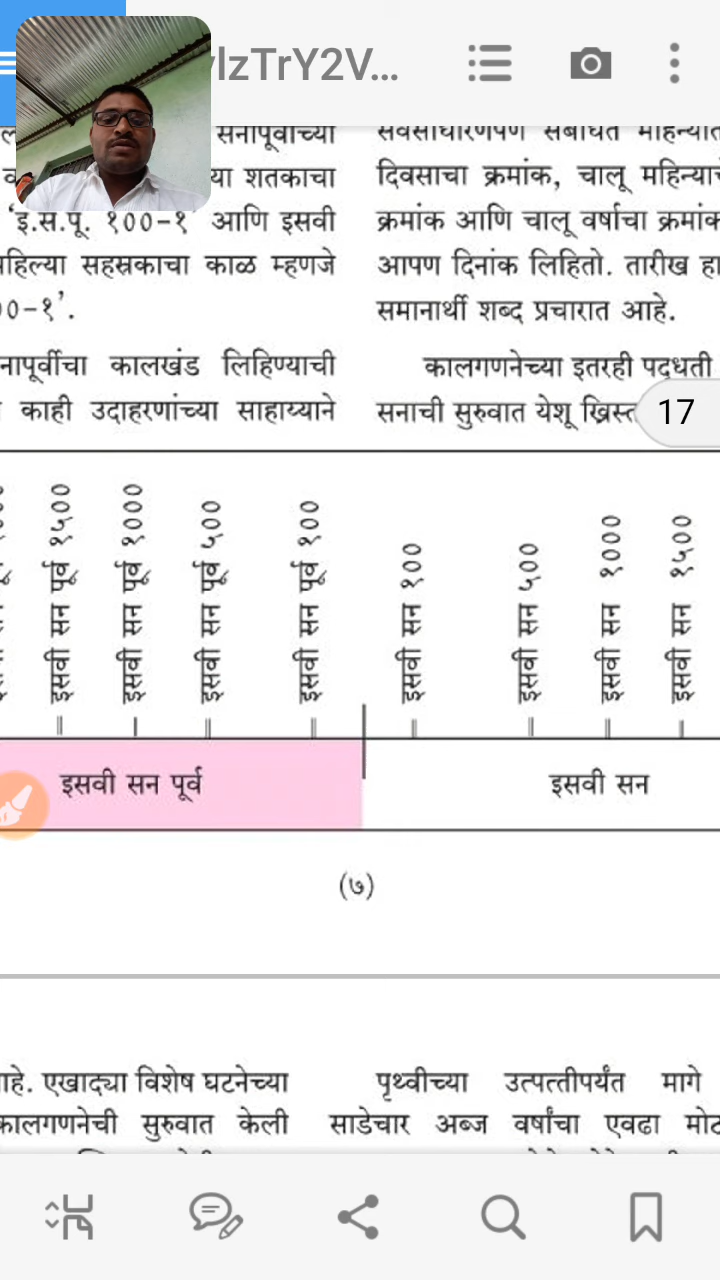 vlzTrY2V...
सनापूर्वीच्या
या शतकाचा
'इ.स.पू. १००-१' आणि इसवी
पहिल्या सहस्रकाचा काळ म्हणजे
००-१'.
नापूर्वीचा कालखंड लिहिण्याची
काही उदाहरणांच्या साहाय्याने
सर्वसाधारणपणे संबंधित महिन्यात
दिवसाचा क्रमांक, चालू महिन्याचे
क्रमांक आणि चालू वर्षाचा क्रमांक
आपण दिनांक लिहितो. तारीख हा
समानार्थी शब्द प्रचारात आहे.
कालगणनेच्या इतरही पद्धती
सनाची सुरुवात येशू ख्रिस्त
17
इसवी सन पूर्व १५००
इसवी सन पूर्व १०००
इसवी सन पूर्व ५००
इसवी सन पूर्व १००
इसवी सन १००
इसवी सन ५००
इसवी सन १०००
इसवी सन १५००
इसवी सन पूर्व
इसवी सन
(७)
आहे. एखाद्या विशेष घटनेच्या
कालगणनेची सुरुवात केली
पृथ्वीच्या उत्पत्तीपर्यंत मागे
साडेचार अब्ज वर्षांचा एवढा मोठ